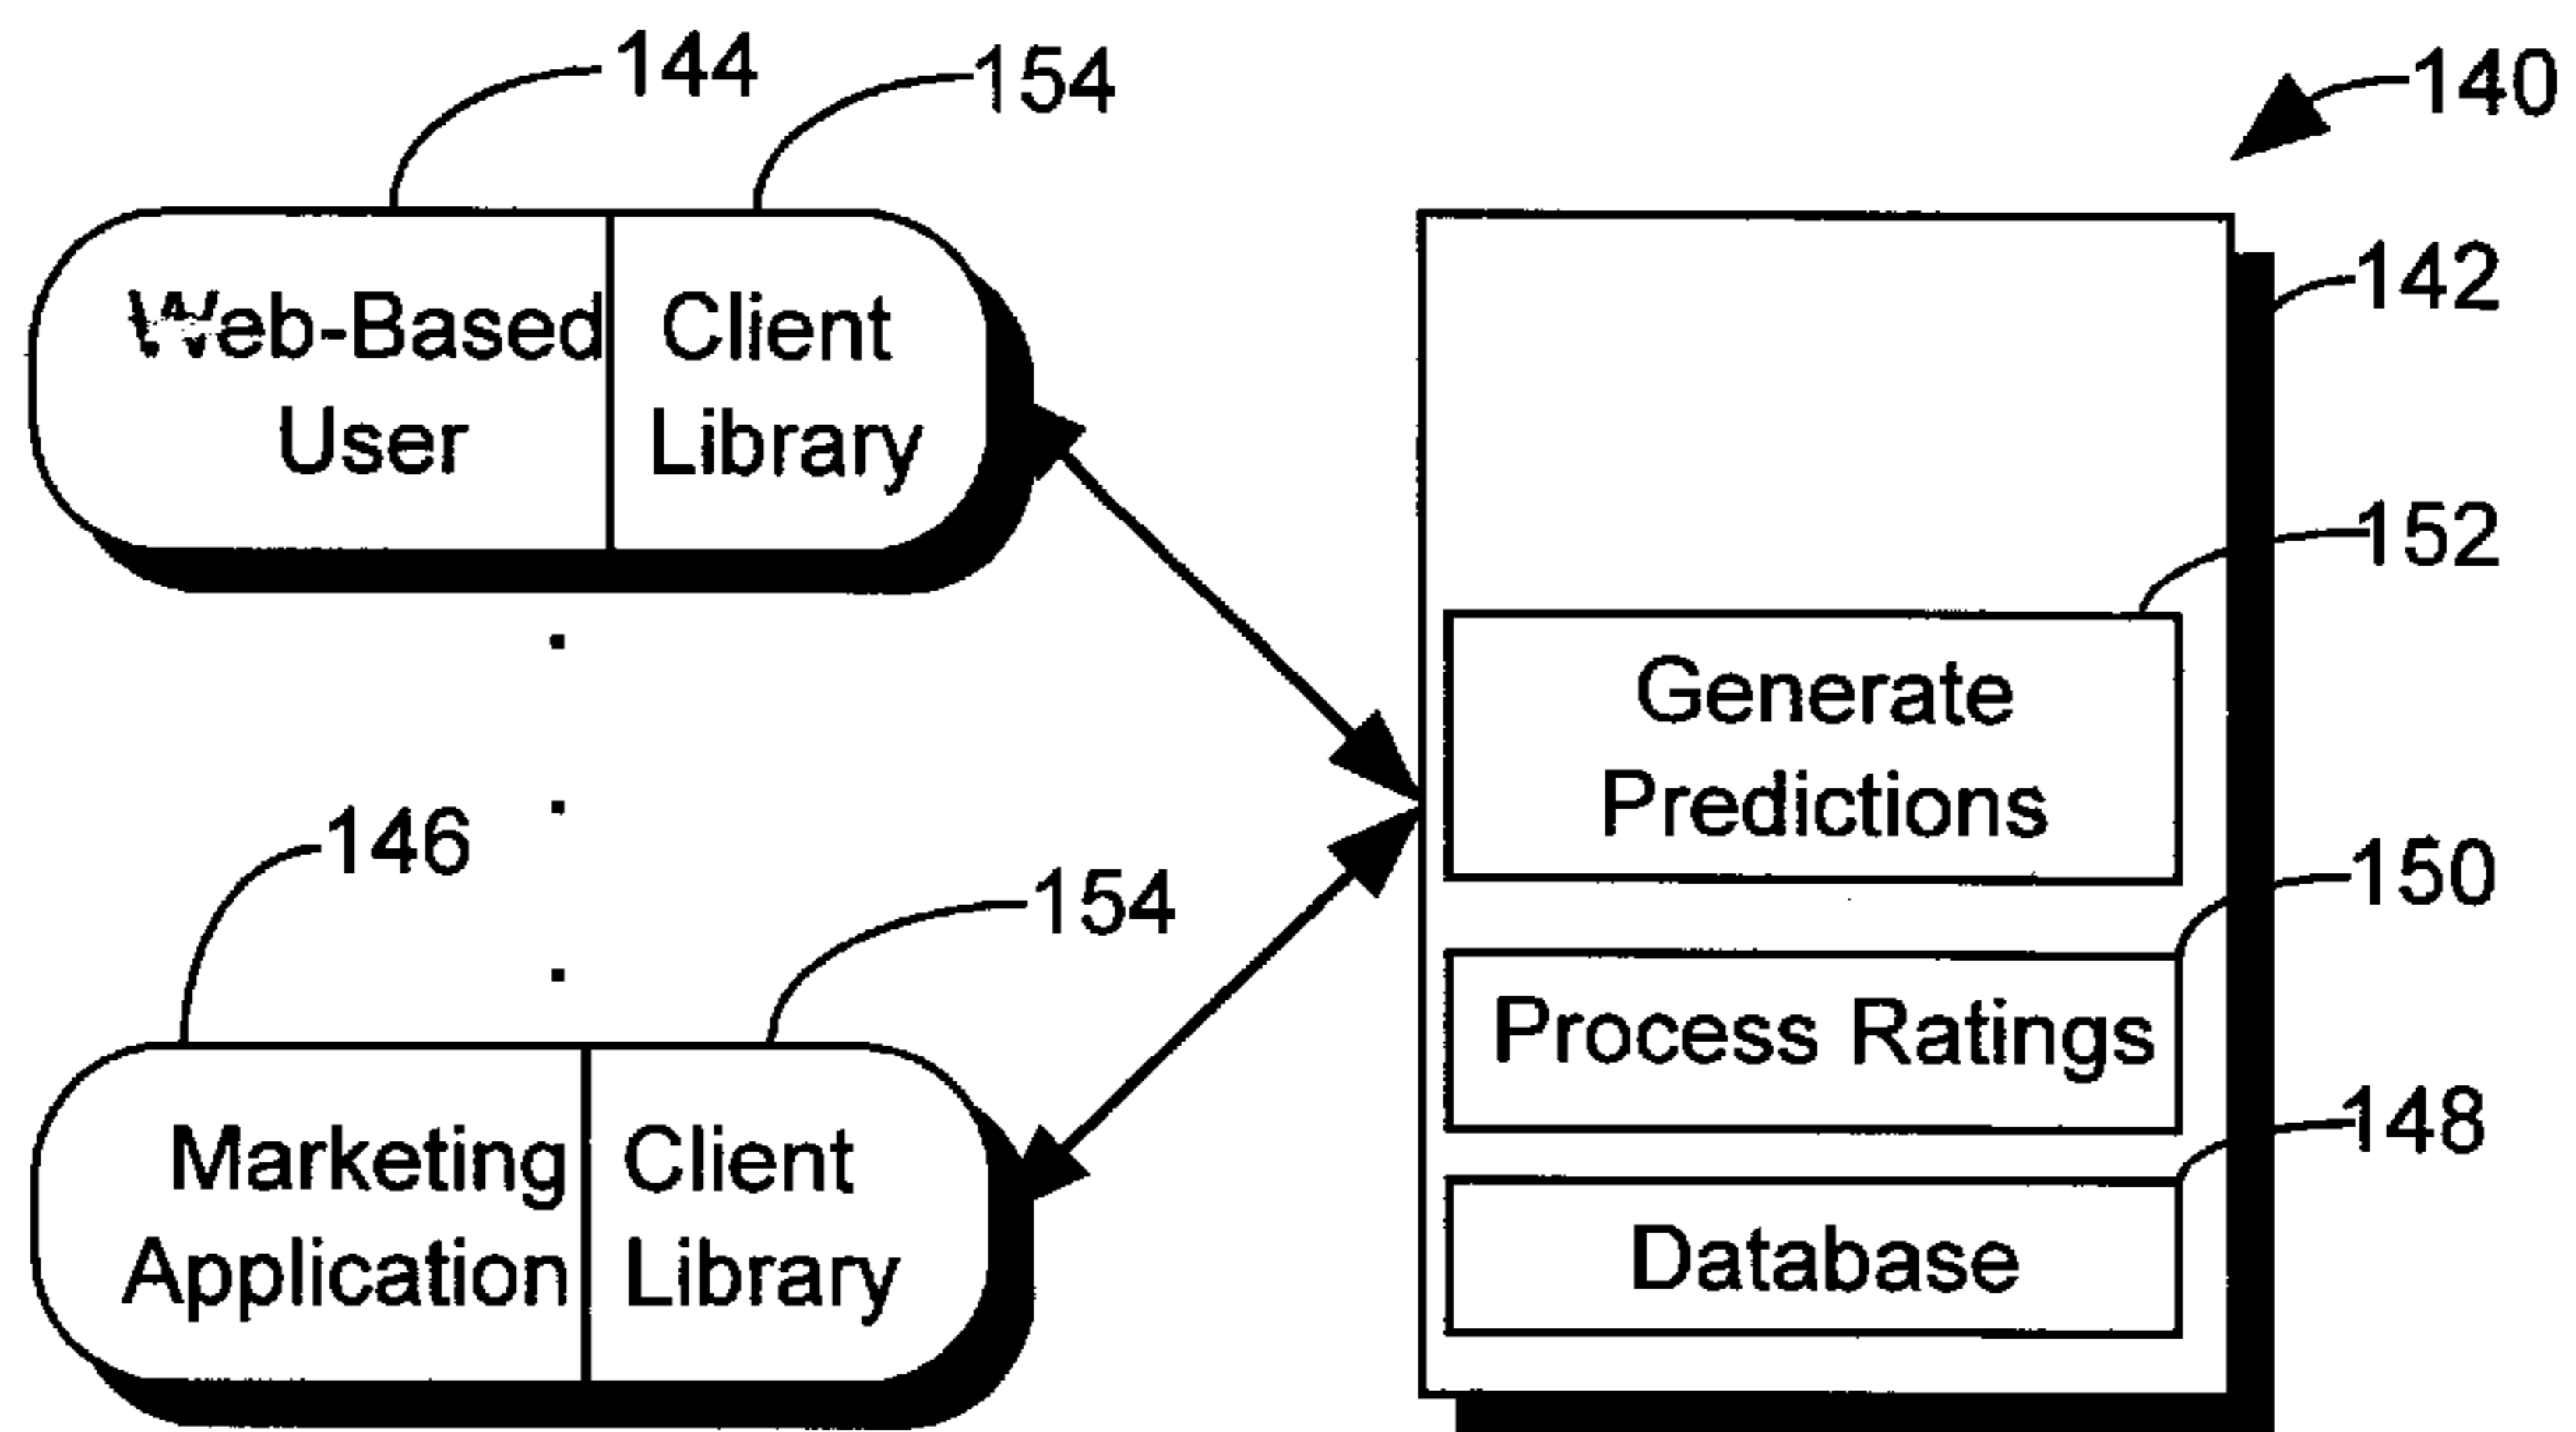 144
154
140
Web-Based
User
Client
Library
142
152
Generate
Predictions
146
154
150
Process Ratings
148
Marketing
Application
Client
Library
Database